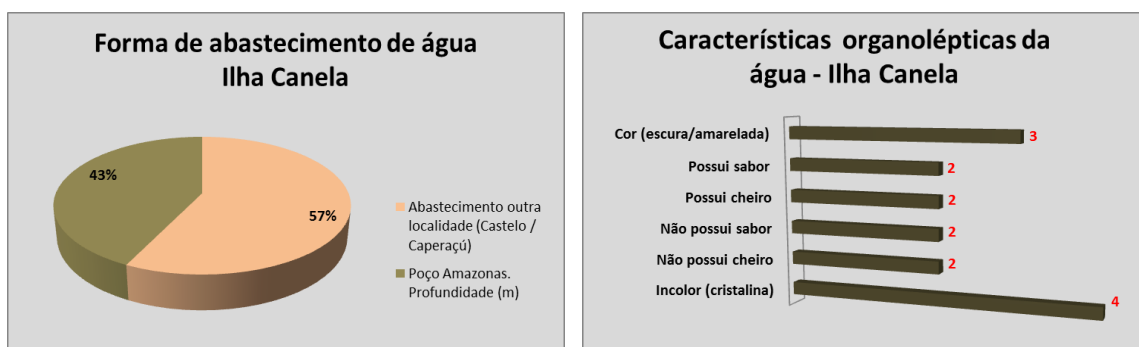 Forma de abastecimento de água
Ilha Canela
43%
57%
Abastecimento outra
localidade (Castelo /
Caperaçú)
Poço Amazonas.
Profundidade (m)
Características organolépticas da
água - Ilha Canela
Cor (escura/amarelada)
3
Possui sabor
2
Possui cheiro
2
Não possui sabor
2
Não possui cheiro
2
Incolor (cristalina)
4